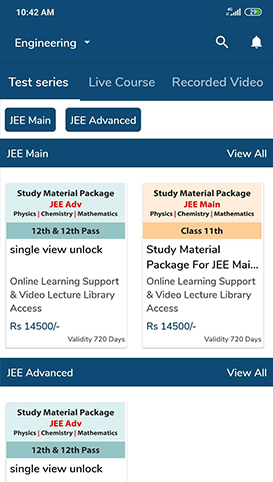 10:42 AM
4G
29
Engineering
Test series
Live Course
Recorded Video
JEE Main
JEE Advanced
JEE Main
View All
Study Material Package
JEE Adv
Physics | Chemistry | Mathematics
12th & 12th Pass
single view unlock
Online Learning Support
& Video Lecture Library
Access
Rs 14500/-
Validity 720 Days
Study Material Package
JEE Main
Physics | Chemistry | Mathematics
Class 11th
Study Material
Package For JEE Mai...
Online Learning Support
& Video Lecture Library
Access
Rs 14500/-
Validity 720 Days
JEE Advanced
View All
Study Material Package
JEE Adv
Physics | Chemistry | Mathematics
12th & 12th Pass
single view unlock